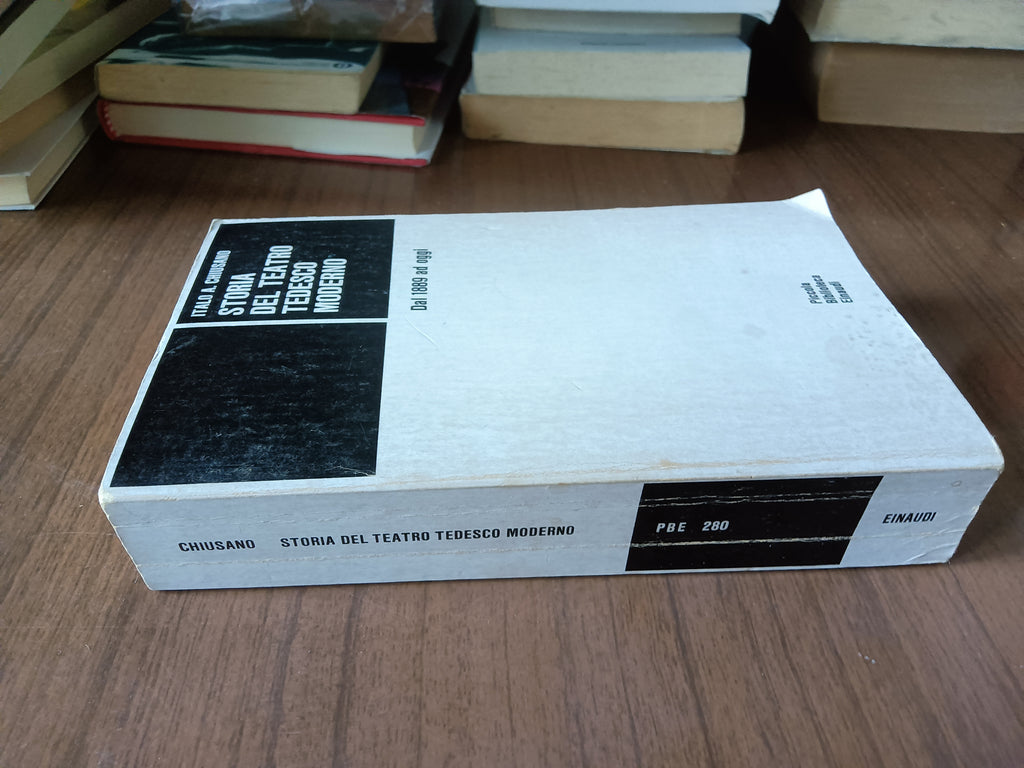 ITALO A. CHIUSANO
STORIA
DEL TEATRO
TEDESCO
MODERNO
Dal 1889 ad oggi
Piccola
Biblioteca
Einaudi
CHIUSANO STORIA DEL TEATRO TEDESCO MODERNO PBE 280 EINAUDI